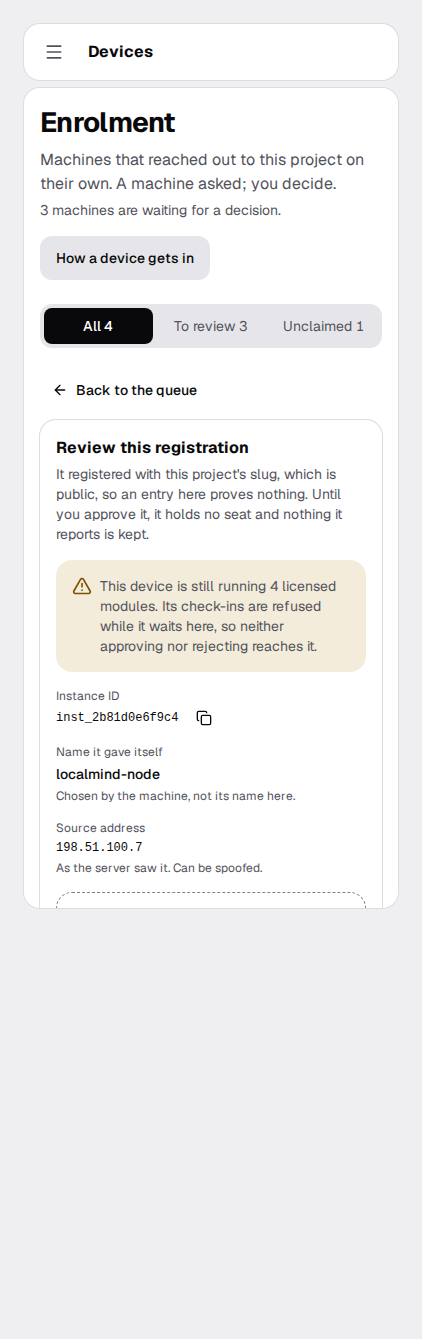 Devices
Enrolment
Machines that reached out to this project on
their own. A machine asked; you decide.
3 machines are waiting for a decision.
How a device gets in
All 4
To review 3
Unclaimed 1
Back to the queue
Review this registration
It registered with this project's slug, which is
public, so an entry here proves nothing. Until
you approve it, it holds no seat and nothing it
reports is kept.
This device is still running 4 licensed
modules. Its check-ins are refused
while it waits here, so neither
approving nor rejecting reaches it.
Instance ID
inst_2b81d0e6f9c4
Name it gave itself
localmind-node
Chosen by the machine, not its name here.
Source address
198.51.100.7
As the server saw it. Can be spoofed.